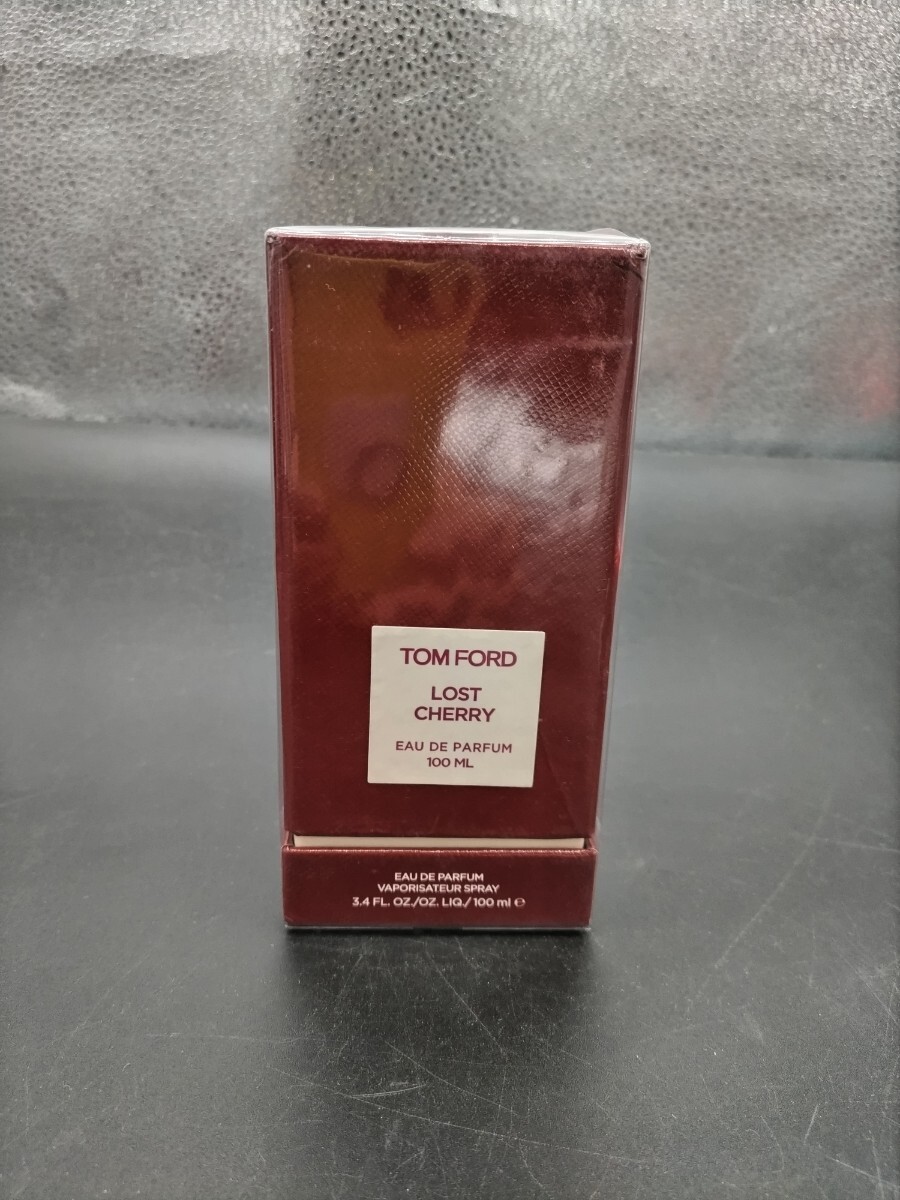 TOM FORD
LOST
CHERRY
EAU DE PARFUM
100 ML
EAU DE PARFUM
VAPORISATEUR SPRAY
3.4 FL. OZ./OZ. LIQ./ 100 ml ℮